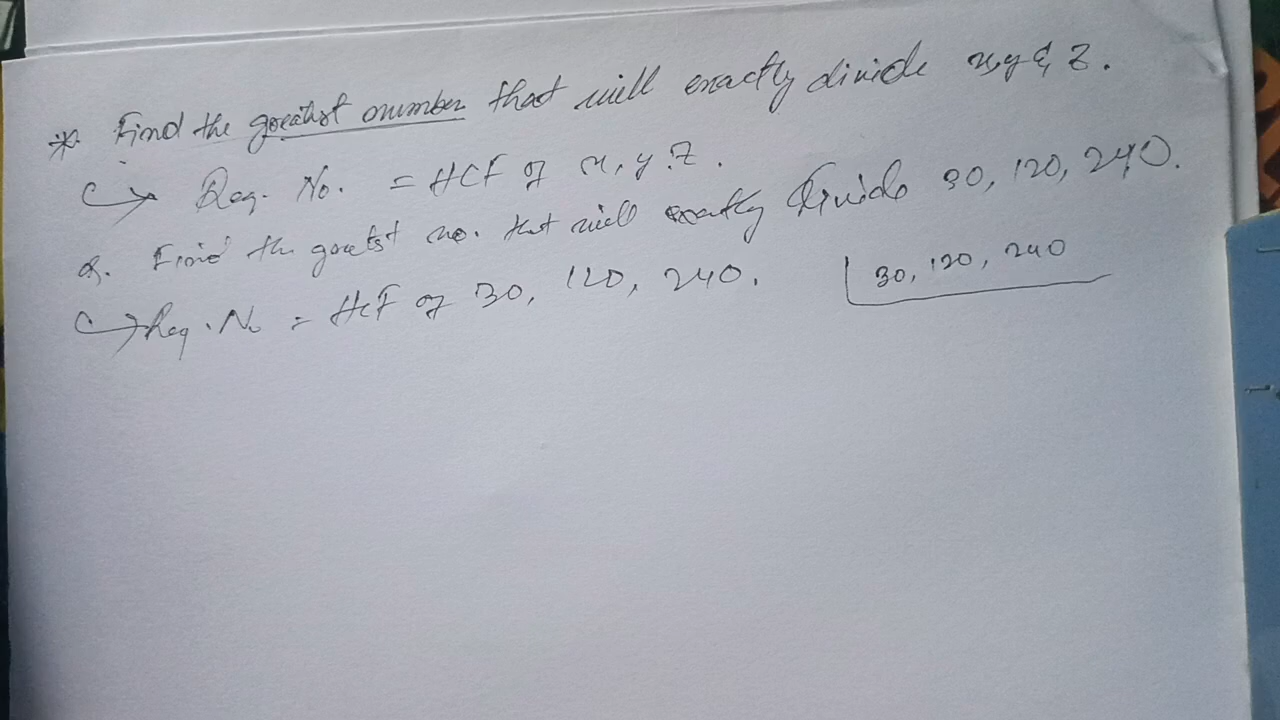 * Find the greatest number that will exactly divide x, y & z.
↳ Req. No. = HCF of x, y, z.
Q. Find the greatst no. that will exactly divide 30, 120, 240.
↳ Req. No = HCF of 30, 120, 240.
30, 120, 240